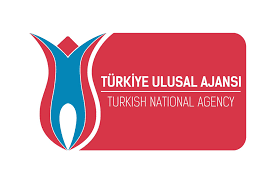 TÜRKİYE ULUSAL AJANSI
TURKISH NATIONAL AGENCY